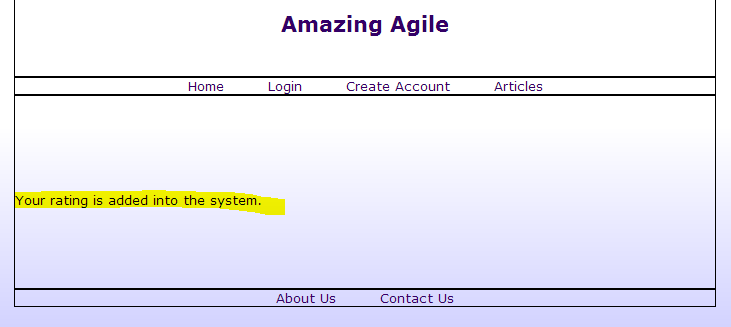 Amazing Agile
Home Login Create Account Articles
Your rating is added into the system.
About Us Contact Us